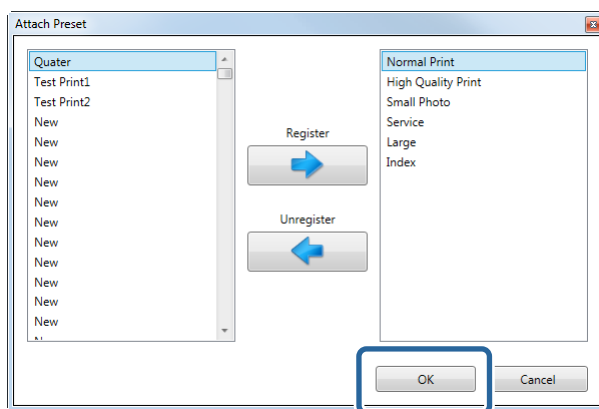 Attach Preset
Quater
Test Print1
Test Print2
New
New
New
New
New
New
New
New
New
New
New
Register
Unregister
Normal Print
High Quality Print
Small Photo
Service
Large
Index
OK
Cancel